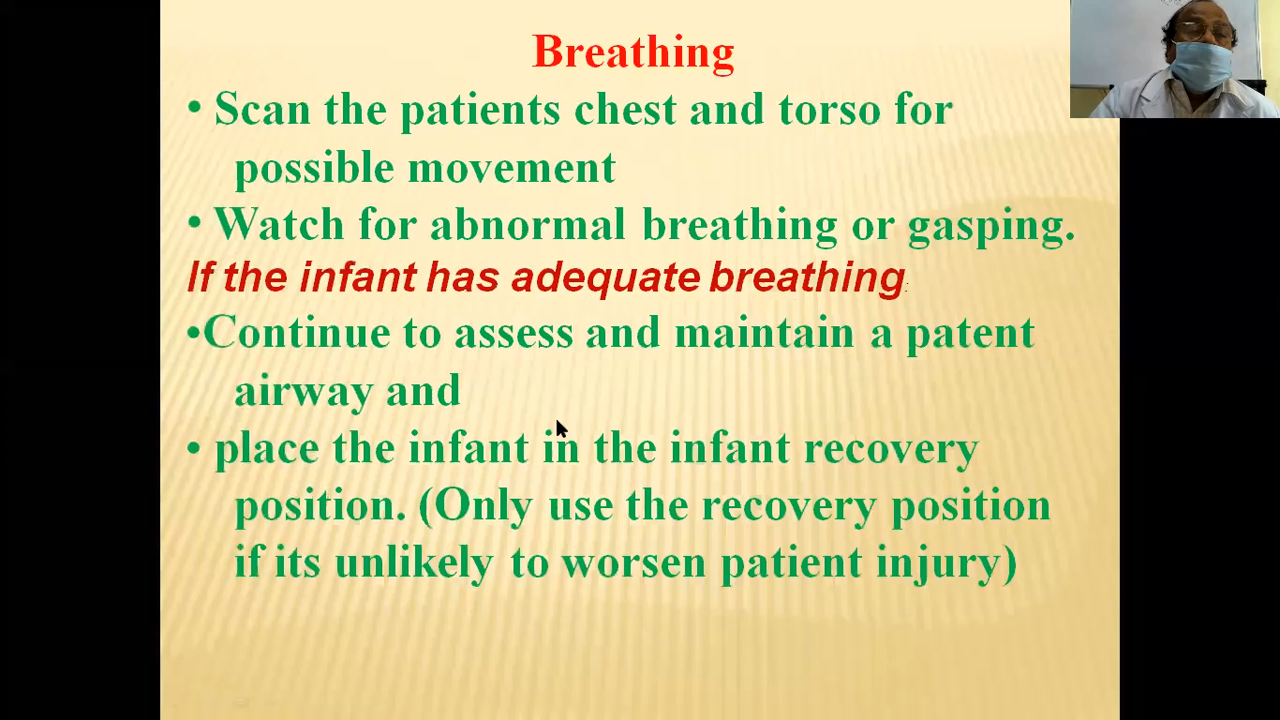 Breathing
• Scan the patients chest and torso for
possible movement
• Watch for abnormal breathing or gasping.
If the infant has adequate breathing:
•Continue to assess and maintain a patent
airway and
• place the infant in the infant recovery
position. (Only use the recovery position
if its unlikely to worsen patient injury)